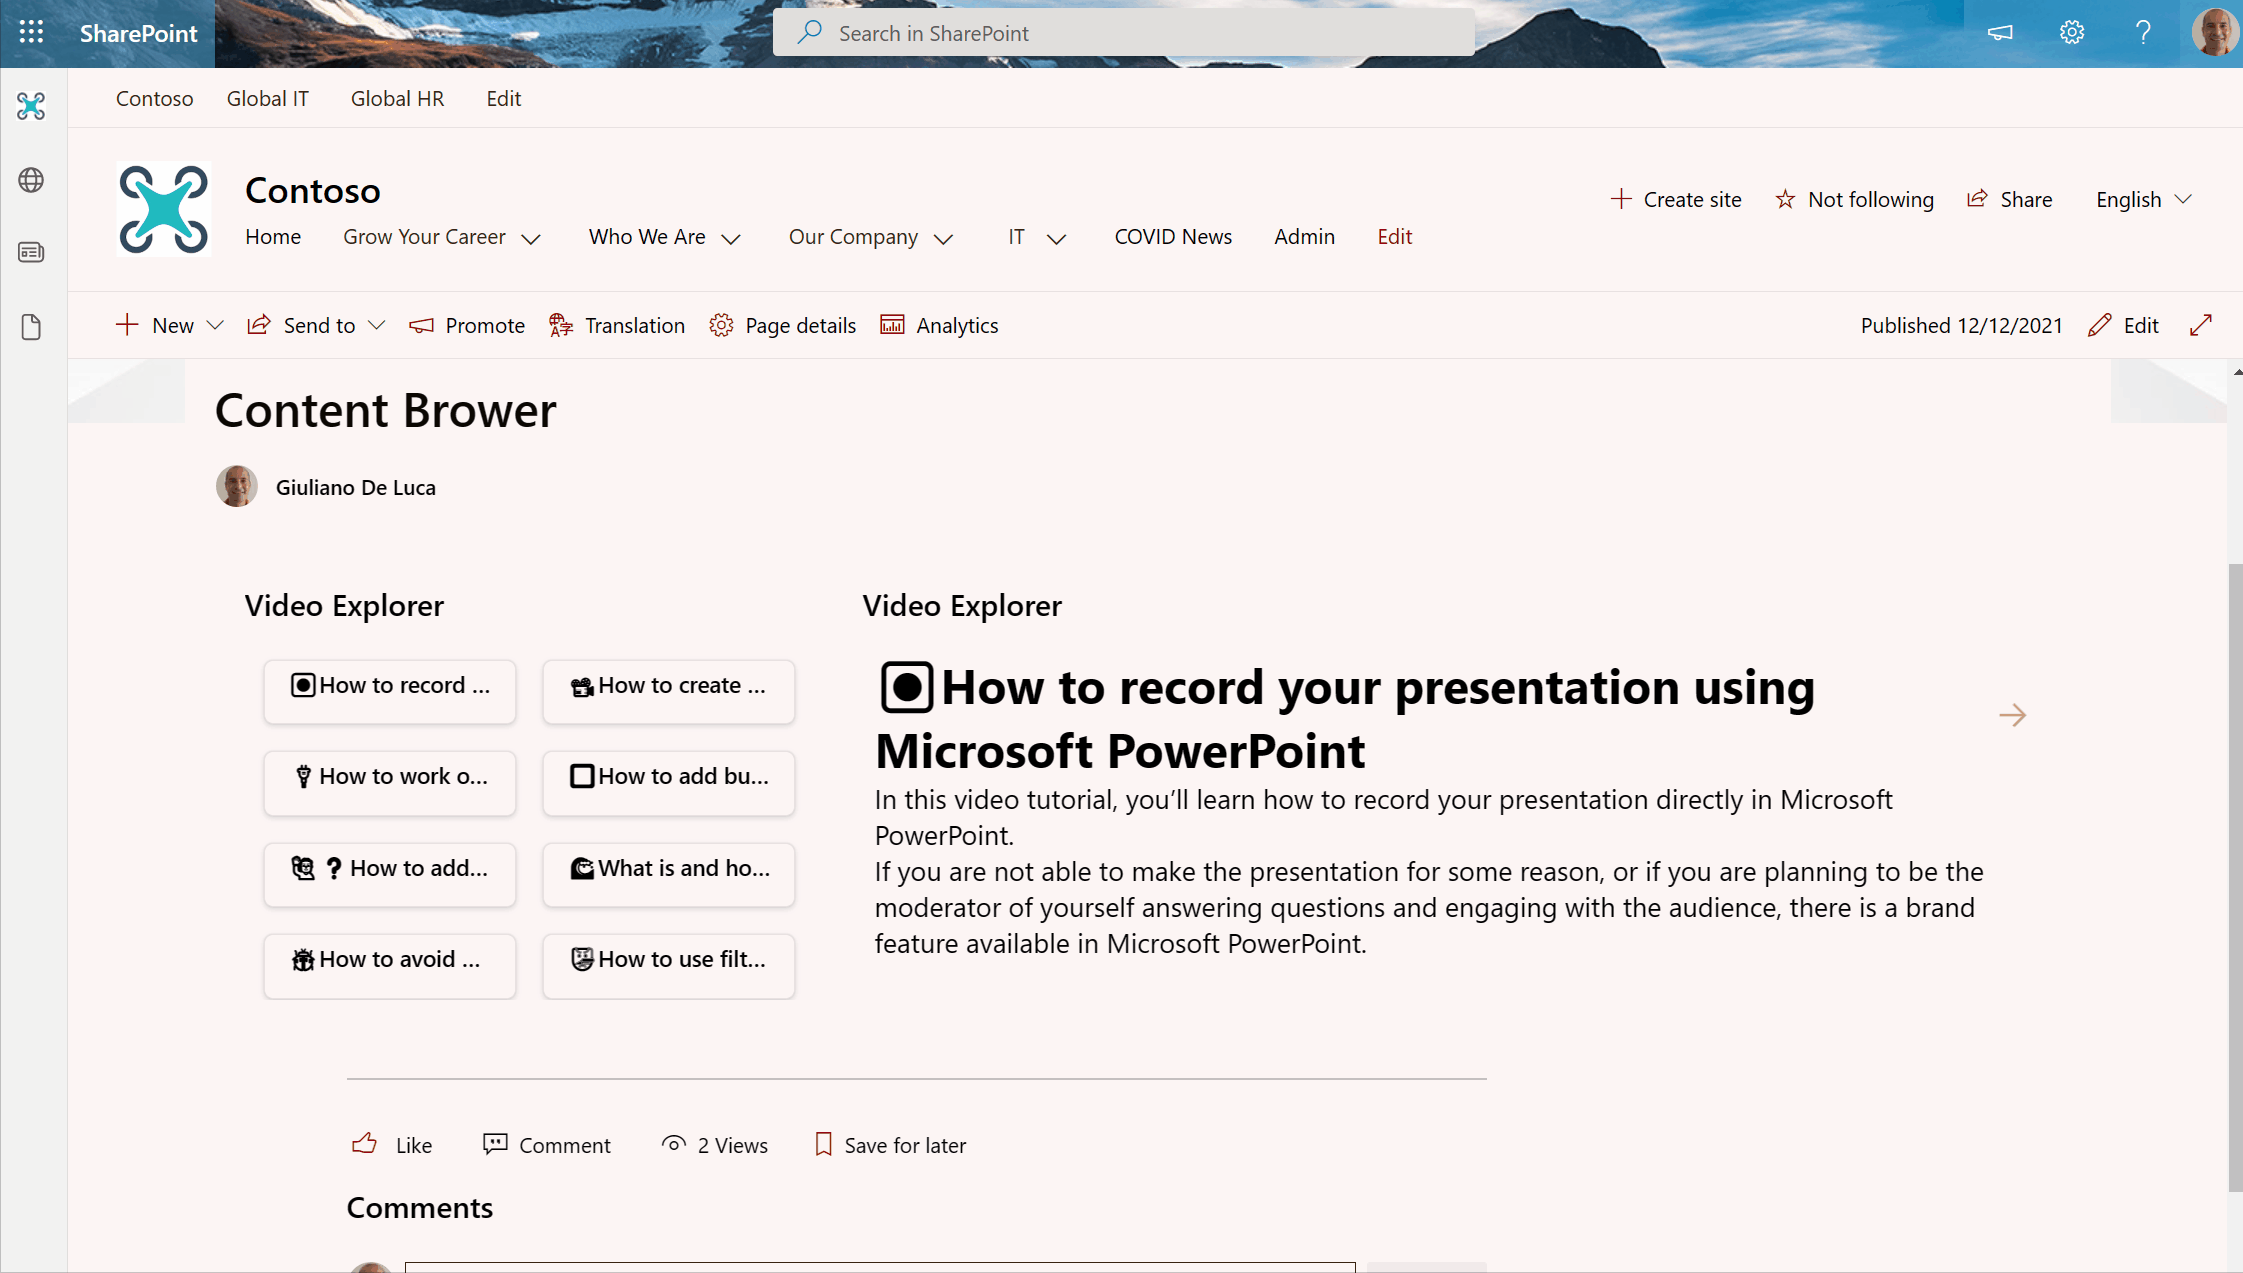 SharePoint
Search in SharePoint
Contoso Global IT Global HR Edit
Contoso
Create site Not following Share English
Home Grow Your Career Who We Are Our Company IT COVID News Admin Edit
New Send to Promote Translation Page details Analytics Published 12/12/2021 Edit
Content Brower
Giuliano De Luca
Video Explorer
How to record ...
How to create ...
How to work o...
How to add bu...
❓ How to add...
What is and ho...
How to avoid ...
How to use filt...
Video Explorer
How to record your presentation using
Microsoft PowerPoint
In this video tutorial, you’ll learn how to record your presentation directly in Microsoft
PowerPoint.
If you are not able to make the presentation for some reason, or if you are planning to be the
moderator of yourself answering questions and engaging with the audience, there is a brand
feature available in Microsoft PowerPoint.
Like Comment 2 Views Save for later
Comments